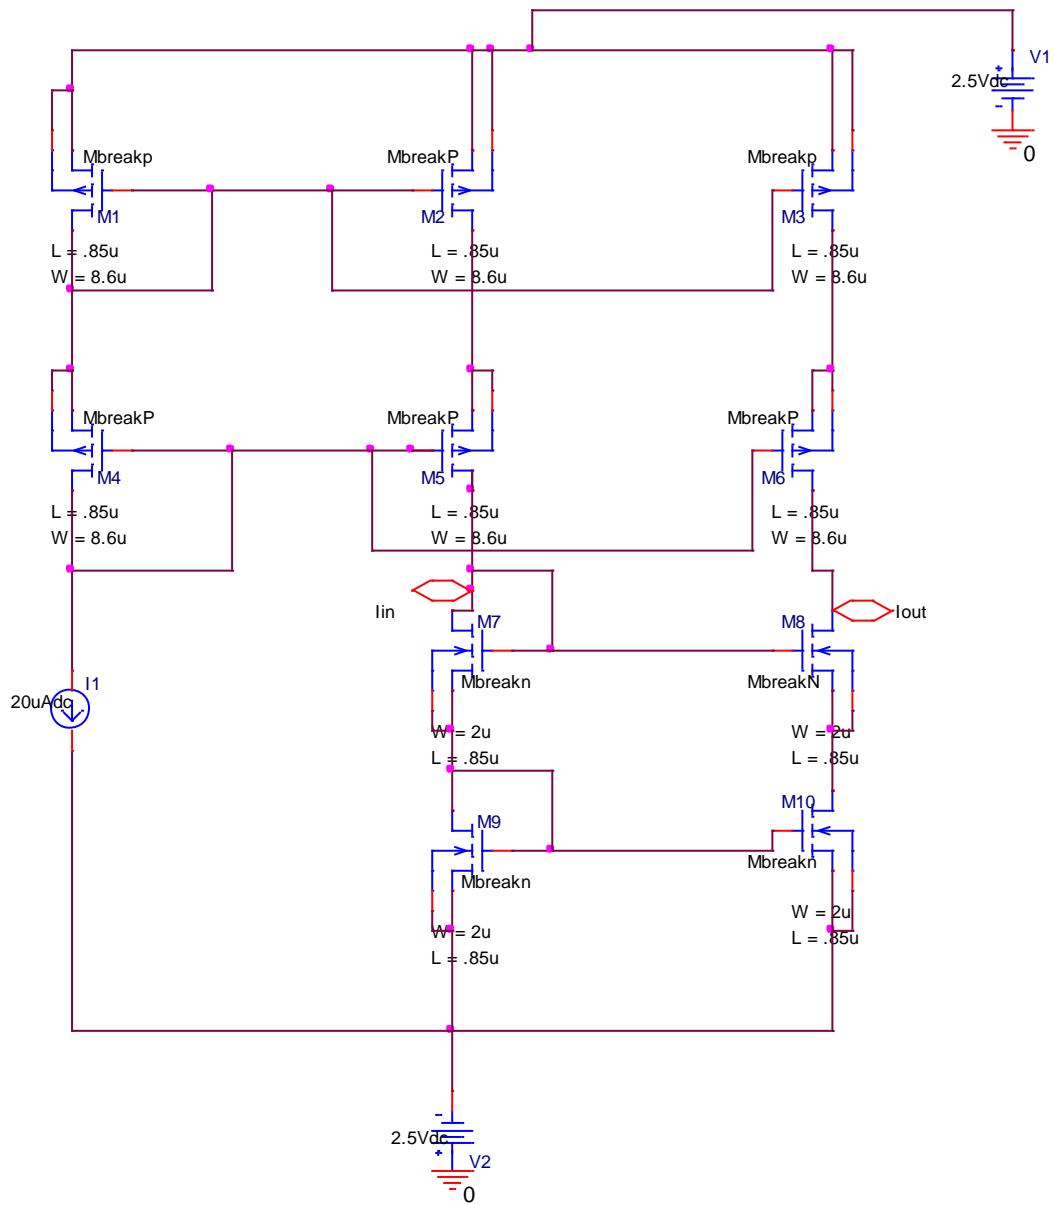 V1
2.5Vdc
+
-
0
Mbreakp
MbreakP
Mbreakp
M1
M2
M3
L = .85u
L = .85u
L = .85u
W = 8.6u
W = 8.6u
W = 8.6u
MbreakP
MbreakP
MbreakP
M4
M5
M6
L = .85u
L = .85u
L = .85u
W = 8.6u
W = 8.6u
W = 8.6u
Iin
Iout
M7
M8
Mbreakn
MbreakN
I1
20uAdc
W = 2u
W = 2u
L = .85u
L = .85u
M9
M10
Mbreakn
Mbreakn
W = 2u
W = 2u
L = .85u
L = .85u
-
2.5Vdc
+
V2
0